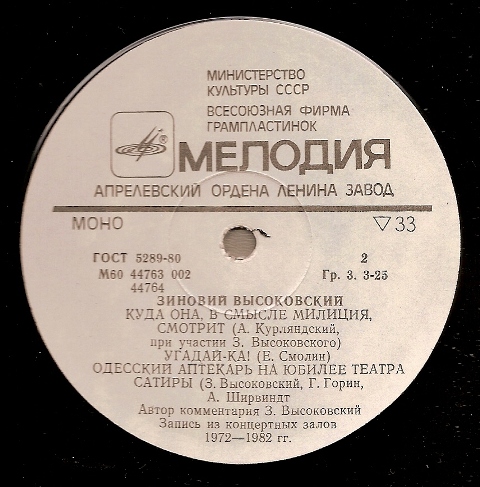 МИНИСТЕРСТВО
КУЛЬТУРЫ СССР
ВСЕСОЮЗНАЯ ФИРМА
ГРАМПЛАСТИНОК
МЕЛОДИЯ
АПРЕЛЕВСКИЙ ОРДЕНА ЛЕНИНА ЗАВОД
МОНО ▽33
ГОСТ 5289-80 2
М60 44763 002 Гр. 3. 3-25
44764
ЗИНОВИЙ ВЫСОКОВСКИЙ
КУДА ОНА, В СМЫСЛЕ МИЛИЦИЯ,
СМОТРИТ (А. Курляндский,
при участии З. Высоковского)
УГАДАЙ-КА! (Е. Смолин)
ОДЕССКИЙ АПТЕКАРЬ НА ЮБИЛЕЕ ТЕАТРА
САТИРЫ (З. Высоковский, Г. Горин,
А. Ширвиндт
Автор комментария З. Высоковский
Запись из концертных залов
1972—1982 гг.